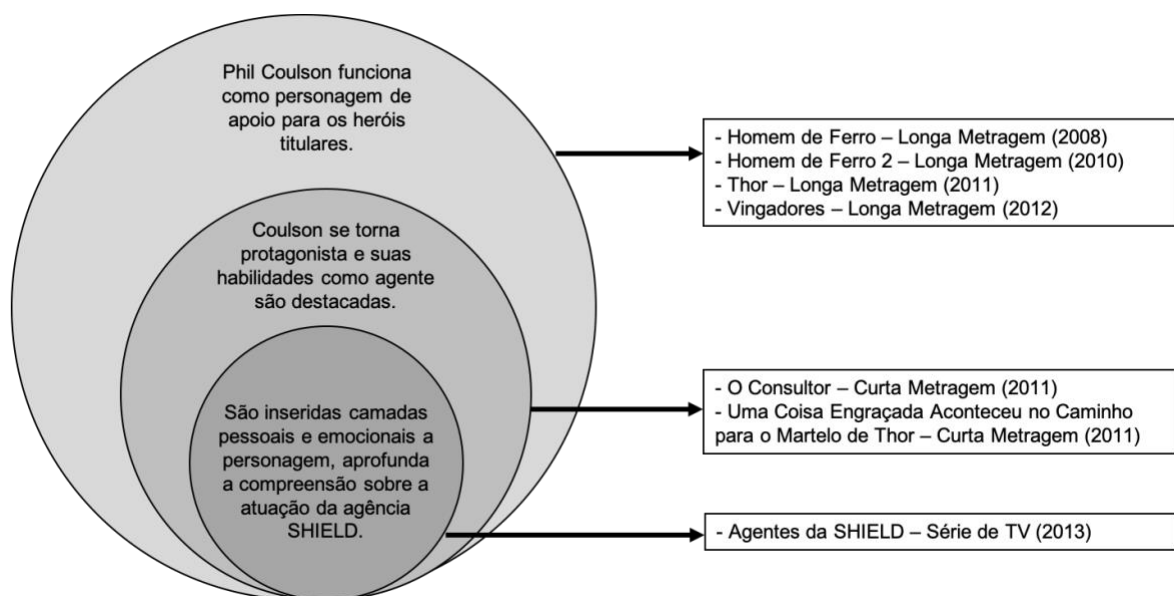 Phil Coulson funciona
como personagem de
apoio para os heróis
titulares.
- Homem de Ferro – Longa Metragem (2008)
- Homem de Ferro 2 – Longa Metragem (2010)
- Thor – Longa Metragem (2011)
- Vingadores – Longa Metragem (2012)
Coulson se torna
protagonista e suas
habilidades como agente
são destacadas.
- O Consultor – Curta Metragem (2011)
- Uma Coisa Engraçada Aconteceu no Caminho
para o Martelo de Thor – Curta Metragem (2011)
São inseridas camadas
pessoais e emocionais a
personagem, aprofunda
a compreensão sobre a
atuação da agência
SHIELD.
- Agentes da SHIELD – Série de TV (2013)